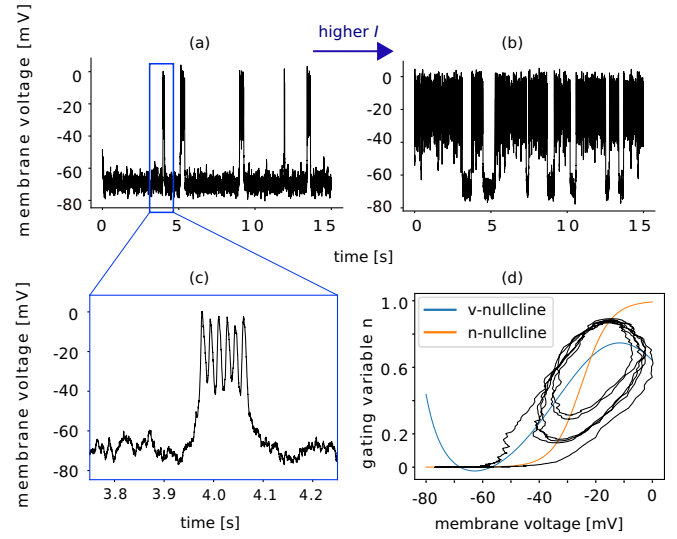 higher I
(a)
(b)
membrane voltage [mV]
0
-20
-40
-60
-80
0
5
10
15
0
-20
-40
-60
-80
0
5
10
15
time [s]
(c)
(d)
membrane voltage [mV]
0
-20
-40
-60
-80
3.8
3.9
4.0
4.1
4.2
time [s]
gating variable n
1.0
0.6
0.2
0
v-nullcline
n-nullcline
-80
-60
-40
-20
0
membrane voltage [mV]